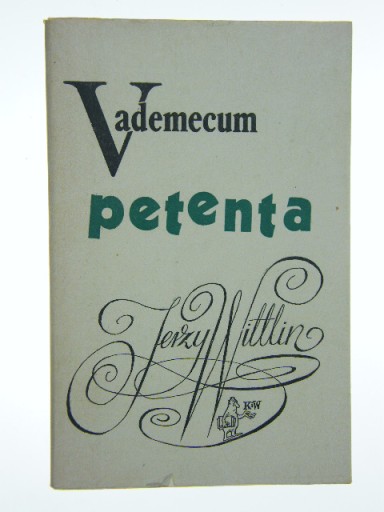 Vademecum
petenta
Jerzy Wittlin
KiW